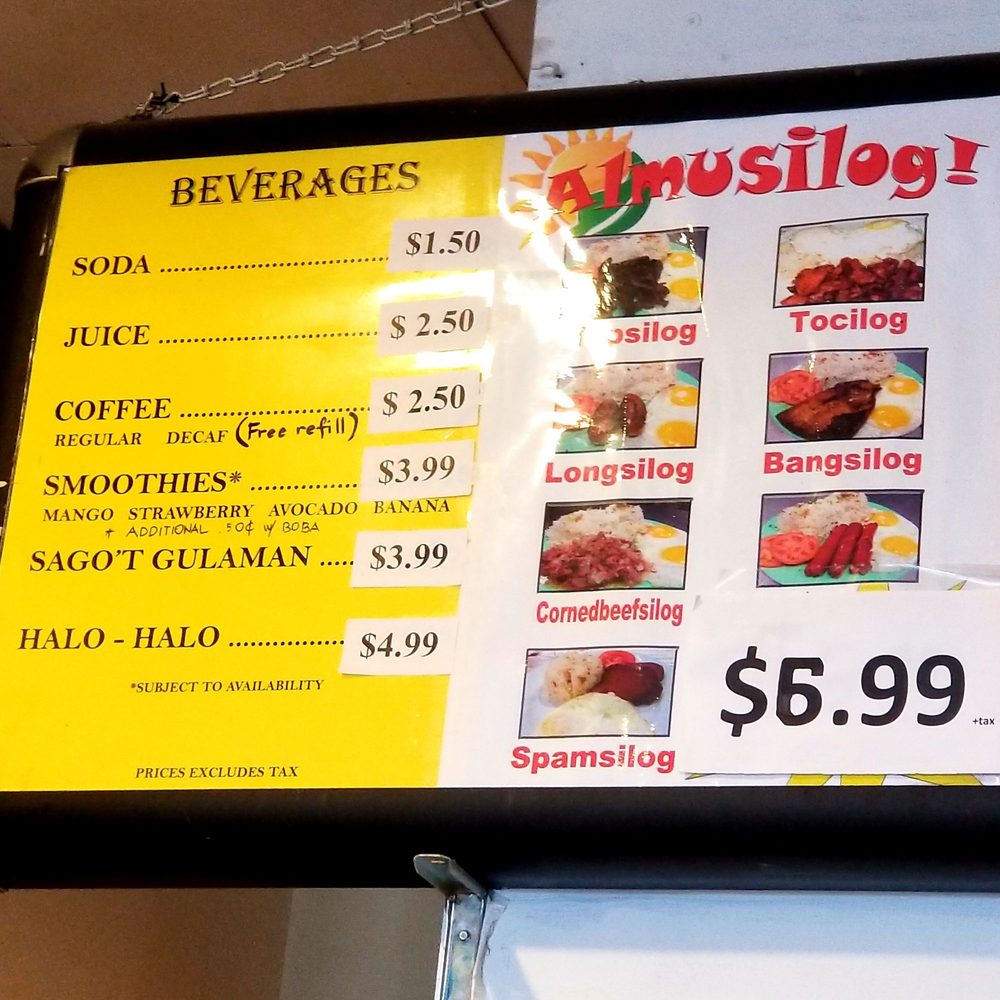 BEVERAGES
SODA ........................... $1.50
JUICE ........................... $ 2.50
COFFEE ........................... $ 2.50
REGULAR DECAF (Free refill)
SMOOTHIES* ............... $3.99
MANGO STRAWBERRY AVOCADO BANANA
+ ADDITIONAL .50¢ w/ BOBA
SAGO'T GULAMAN ..... $3.99
HALO - HALO ................ $4.99
*SUBJECT TO AVAILABILITY
PRICES EXCLUDES TAX
Almusilog!
Tocilog
Longsilog
Bangsilog
Cornedbeefsilog
Spamsilog
+tax